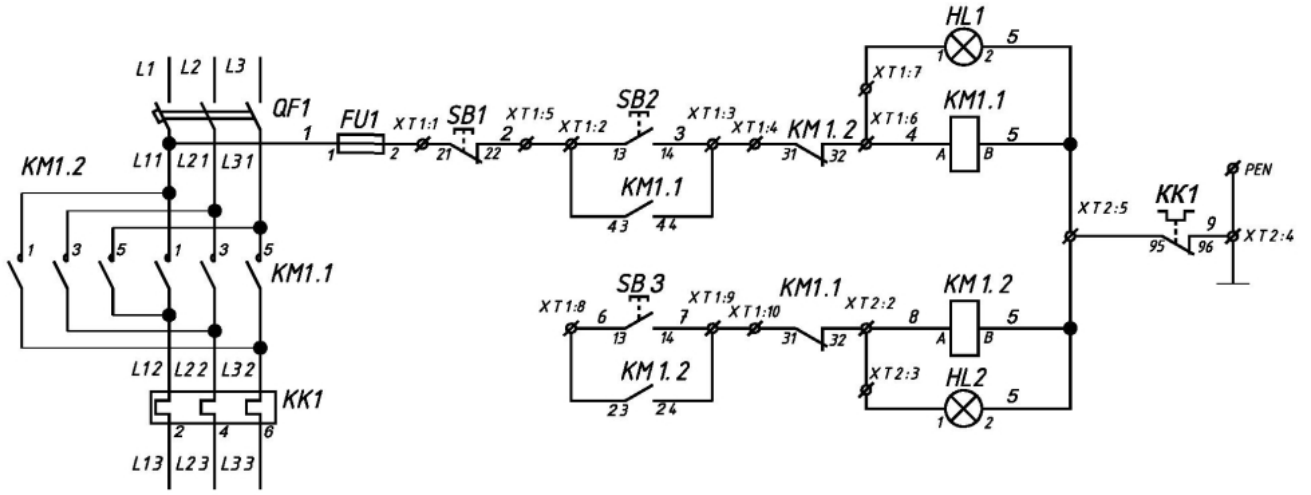 HL1
1 2 5
L1 L2 L3
XT1:7
QF1
1 FU1 XT1:1 SB1 XT1:5 XT1:2 SB2 XT1:3 XT1:4 KM1.2 XT1:6 KM1.1
1 2 21 22 2 13 14 3 31 32 4 A B 5
L11 L21 L31
KM1.2
KM1.1
43 44
PEN
KK1
XT2:5
95 96 9 XT2:4
1 3 5 1 3 5
KM1.1
XT1:8 SB3 XT1:9 XT1:10 KM1.1 XT2:2 KM1.2
6 13 14 7 31 32 8 A B 5
L12 L22 L32
KM1.2
23 24
XT2:3
HL2
1 2 5
KK1
2 4 6
L13 L23 L33